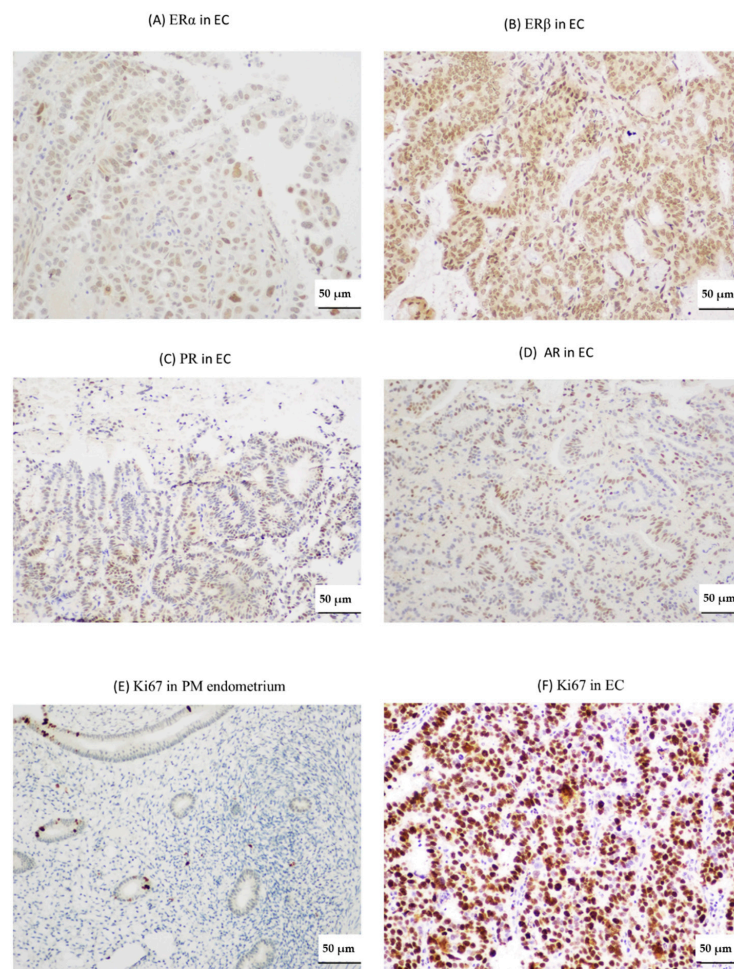 (A) ERα in EC
(B) ERβ in EC
50 μm
50 μm
(C) PR in EC
(D) AR in EC
50 μm
50 μm
(E) Ki67 in PM endometrium
(F) Ki67 in EC
50 μm
50 μm